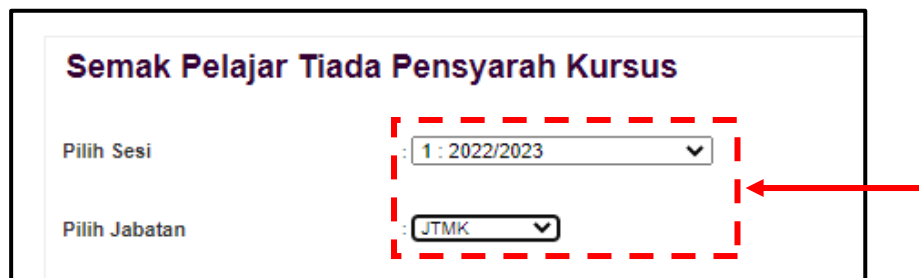 Semak Pelajar Tiada Pensyarah Kursus
Pilih Sesi : 1 : 2022/2023
Pilih Jabatan : JTMK